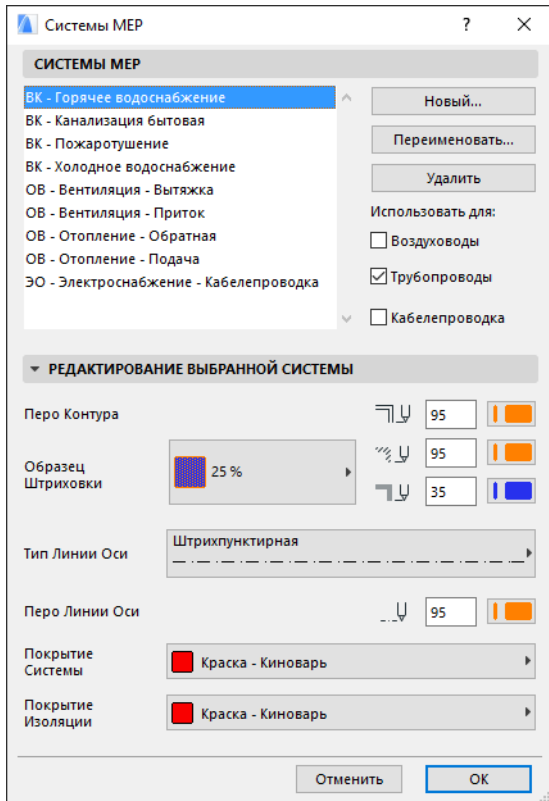 Системы МЕР
? ×
СИСТЕМЫ МЕР
ВК - Горячее водоснабжение
ВК - Канализация бытовая
ВК - Пожаротушение
ВК - Холодное водоснабжение
ОВ - Вентиляция - Вытяжка
ОВ - Вентиляция - Приток
ОВ - Отопление - Обратная
ОВ - Отопление - Подача
ЭО - Электроснабжение - Кабелепроводка
Новый...
Переименовать...
Удалить
Использовать для:
Воздуховоды
Трубопроводы
Кабелепроводка
РЕДАКТИРОВАНИЕ ВЫБРАННОЙ СИСТЕМЫ
Перо Контура
95
Образец
Штриховки
25 %
95
35
Тип Линии Оси
Штрихпунктирная
Перо Линии Оси
95
Покрытие
Системы
Краска - Киноварь
Покрытие
Изоляции
Краска - Киноварь
Отменить
OK